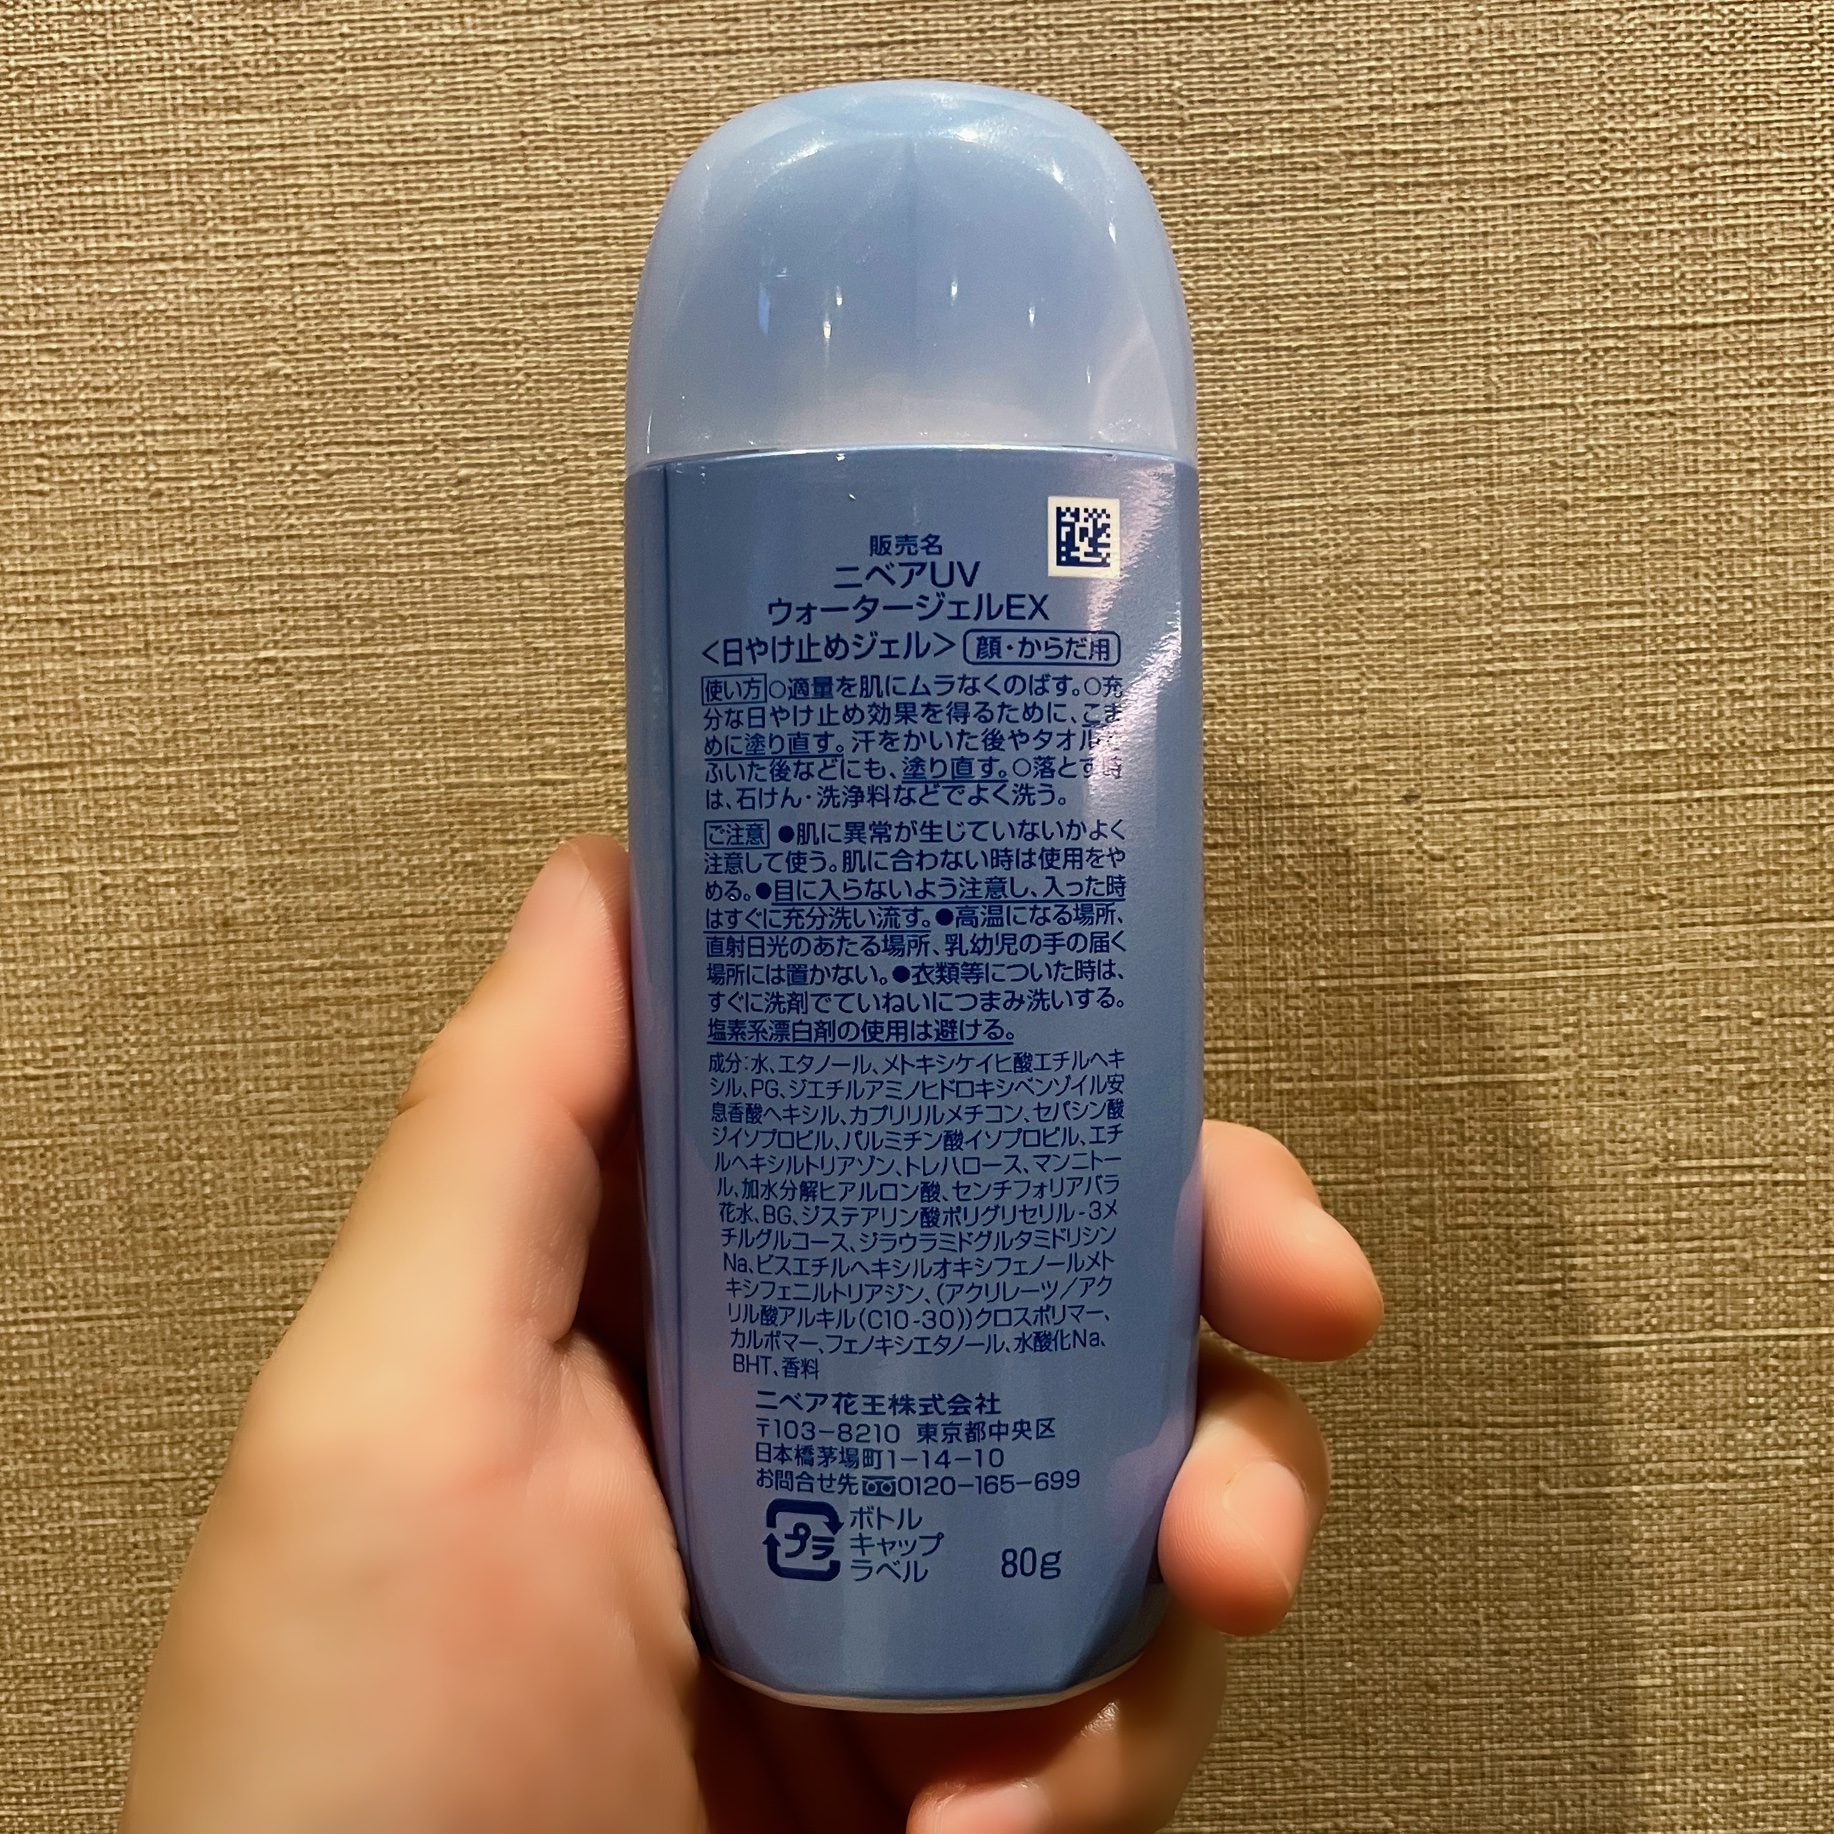 販売名
ニベアUV
ウォータージェルEX
<日やけ止めジェル> 顔・からだ用
使い方 ○適量を肌にムラなくのばす。○充
分な日やけ止め効果を得るために、こま
めに塗り直す。汗をかいた後やタオルで
ふいた後などにも、塗り直す。○落とす時
は、石けん・洗浄料などでよく洗う。
ご注意 ●肌に異常が生じていないかよく
注意して使う。肌に合わない時は使用をや
める。●目に入らないよう注意し、入った時
はすぐに充分洗い流す。●高温になる場所、
直射日光のあたる場所、乳幼児の手の届く
場所には置かない。●衣類等についた時は、
すぐに洗剤でていねいにつまみ洗いする。
塩素系漂白剤の使用は避ける。
成分:水、エタノール、メトキシケイヒ酸エチルヘキ
シル、PG、ジエチルアミノヒドロキシベンゾイル安
息香酸ヘキシル、カプリリルメチコン、セバシン酸
ジイソプロピル、パルミチン酸イソプロピル、エチ
ルヘキシルトリアゾン、トレハロース、マンニトー
ル、加水分解ヒアルロン酸、センチフォリアバラ
花水、BG、ジステアリン酸ポリグリセリル-3メ
チルグルコース、ジラウラミドグルタミドリシン
Na、ビスエチルヘキシルオキシフェノールメト
キシフェニルトリアジン、(アクリレーツ／アク
リル酸アルキル(C10-30))クロスポリマー、
カルボマー、フェノキシエタノール、水酸化Na、
BHT、香料
ニベア花王株式会社
〒103-8210 東京都中央区
日本橋茅場町1-14-10
お問合せ先 0120-165-699
プラ ボトル
キャップ
ラベル 80g